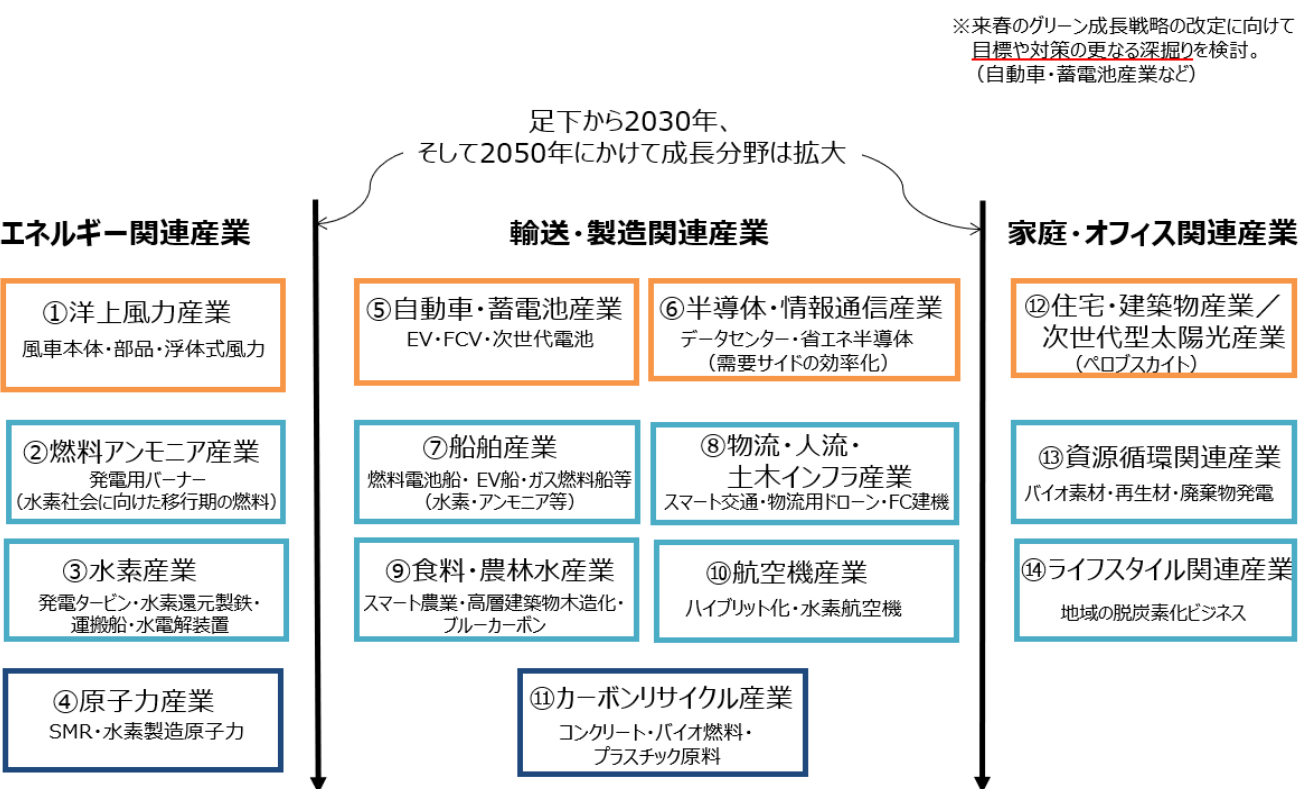 ※来春のグリーン成長戦略の改定に向けて
目標や対策の更なる深掘りを検討。
（自動車・蓄電池産業など）
足下から2030年、
そして2050年にかけて成長分野は拡大
エネルギー関連産業
輸送・製造関連産業
家庭・オフィス関連産業
①洋上風力産業
風車本体・部品・浮体式風力
⑤自動車・蓄電池産業
EV・FCV・次世代電池
⑥半導体・情報通信産業
データセンター・省エネ半導体
（需要サイドの効率化）
⑫住宅・建築物産業／
次世代型太陽光産業
（ペロブスカイト）
②燃料アンモニア産業
発電用バーナー
（水素社会に向けた移行期の燃料）
⑦船舶産業
燃料電池船・EV船・ガス燃料船等
（水素・アンモニア等）
⑧物流・人流・
土木インフラ産業
スマート交通・物流用ドローン・FC建機
⑬資源循環関連産業
バイオ素材・再生材・廃棄物発電
③水素産業
発電タービン・水素還元製鉄・
運搬船・水電解装置
⑨食料・農林水産業
スマート農業・高層建築物木造化・
ブルーカーボン
⑩航空機産業
ハイブリット化・水素航空機
⑭ライフスタイル関連産業
地域の脱炭素化ビジネス
④原子力産業
SMR・水素製造原子力
⑪カーボンリサイクル産業
コンクリート・バイオ燃料・
プラスチック原料